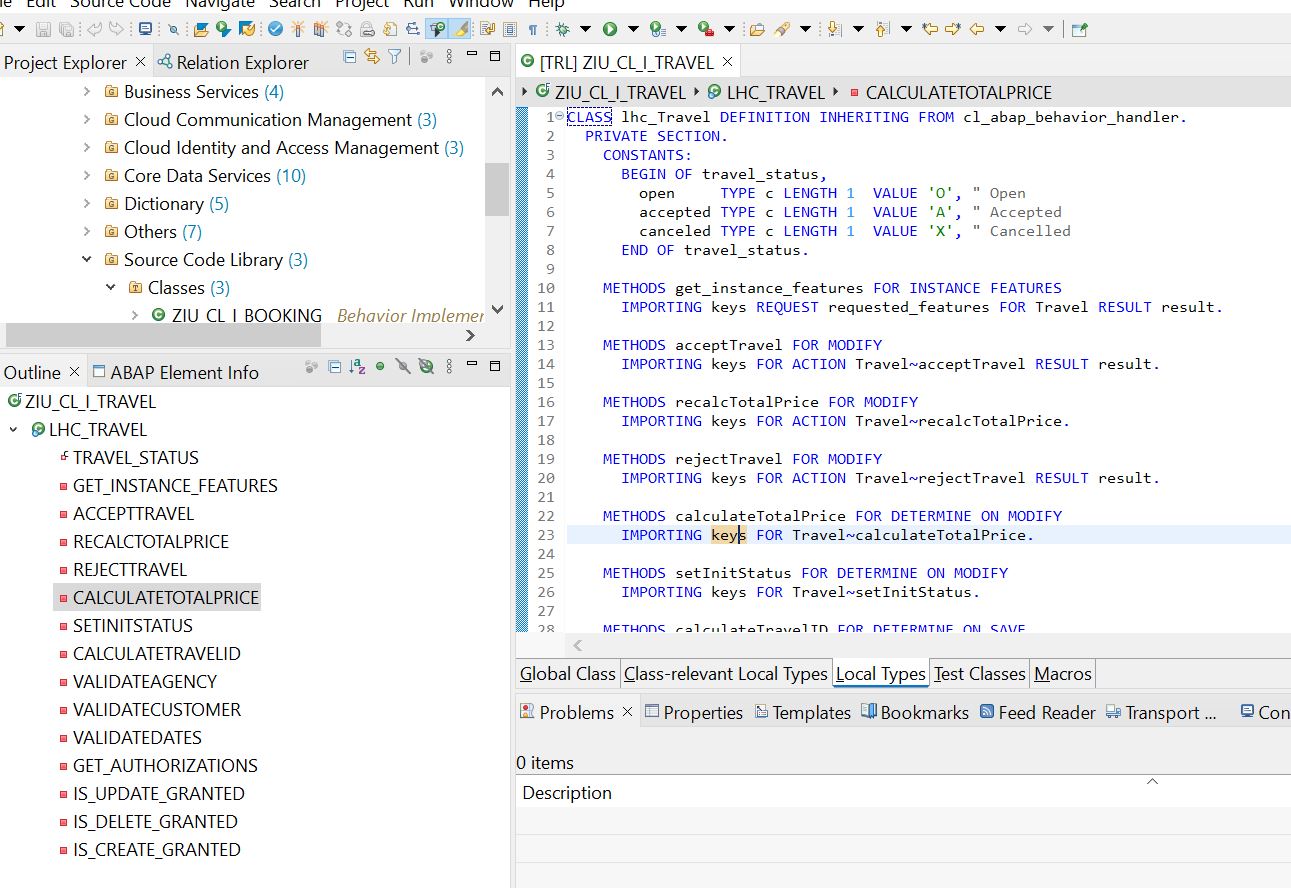 Edit Source Code Navigate Search Project Run Window Help
Project Explorer
Relation Explorer
Business Services (4)
Cloud Communication Management (3)
Cloud Identity and Access Management (3)
Core Data Services (10)
Dictionary (5)
Others (7)
Source Code Library (3)
Classes (3)
ZIU_CL_I_BOOKING Behavior Implemen
Outline
ABAP Element Info
ZIU_CL_I_TRAVEL
LHC_TRAVEL
TRAVEL_STATUS
GET_INSTANCE_FEATURES
ACCEPTTRAVEL
RECALCTOTALPRICE
REJECTTRAVEL
CALCULATETOTALPRICE
SETINITSTATUS
CALCULATETRAVELID
VALIDATEAGENCY
VALIDATECUSTOMER
VALIDATEDATES
GET_AUTHORIZATIONS
IS_UPDATE_GRANTED
IS_DELETE_GRANTED
IS_CREATE_GRANTED
[TRL] ZIU_CL_I_TRAVEL
ZIU_CL_I_TRAVEL LHC_TRAVEL CALCULATETOTALPRICE
1 CLASS lhc_Travel DEFINITION INHERITING FROM cl_abap_behavior_handler.
2 PRIVATE SECTION.
3 CONSTANTS:
4 BEGIN OF travel_status,
5 open TYPE c LENGTH 1 VALUE 'O', " Open
6 accepted TYPE c LENGTH 1 VALUE 'A', " Accepted
7 canceled TYPE c LENGTH 1 VALUE 'X', " Cancelled
8 END OF travel_status.
9
10 METHODS get_instance_features FOR INSTANCE FEATURES
11 IMPORTING keys REQUEST requested_features FOR Travel RESULT result.
12
13 METHODS acceptTravel FOR MODIFY
14 IMPORTING keys FOR ACTION Travel~acceptTravel RESULT result.
15
16 METHODS recalcTotalPrice FOR MODIFY
17 IMPORTING keys FOR ACTION Travel~recalcTotalPrice.
18
19 METHODS rejectTravel FOR MODIFY
20 IMPORTING keys FOR ACTION Travel~rejectTravel RESULT result.
21
22 METHODS calculateTotalPrice FOR DETERMINE ON MODIFY
23 IMPORTING keys FOR Travel~calculateTotalPrice.
24
25 METHODS setInitStatus FOR DETERMINE ON MODIFY
26 IMPORTING keys FOR Travel~setInitStatus.
27
28 METHODS calculateTravelID FOR DETERMINE ON SAVE
Global Class Class-relevant Local Types Local Types Test Classes Macros
Problems Properties Templates Bookmarks Feed Reader Transport ... Con
0 items
Description